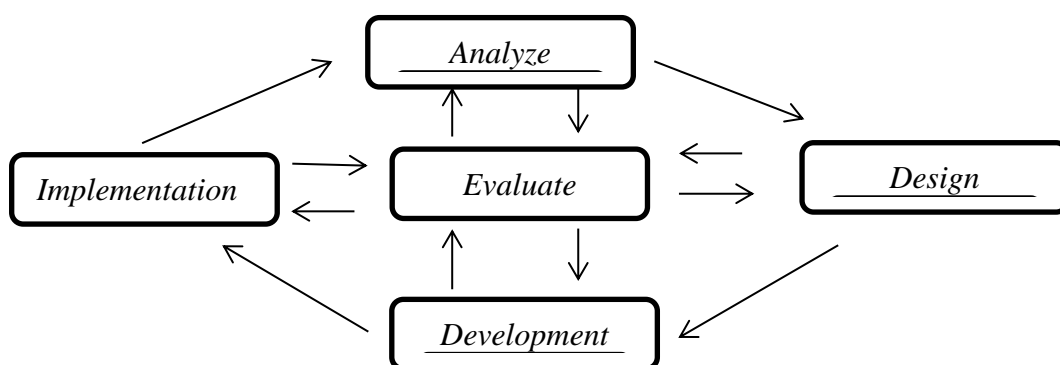 Analyze
Implementation
Evaluate
Design
Development